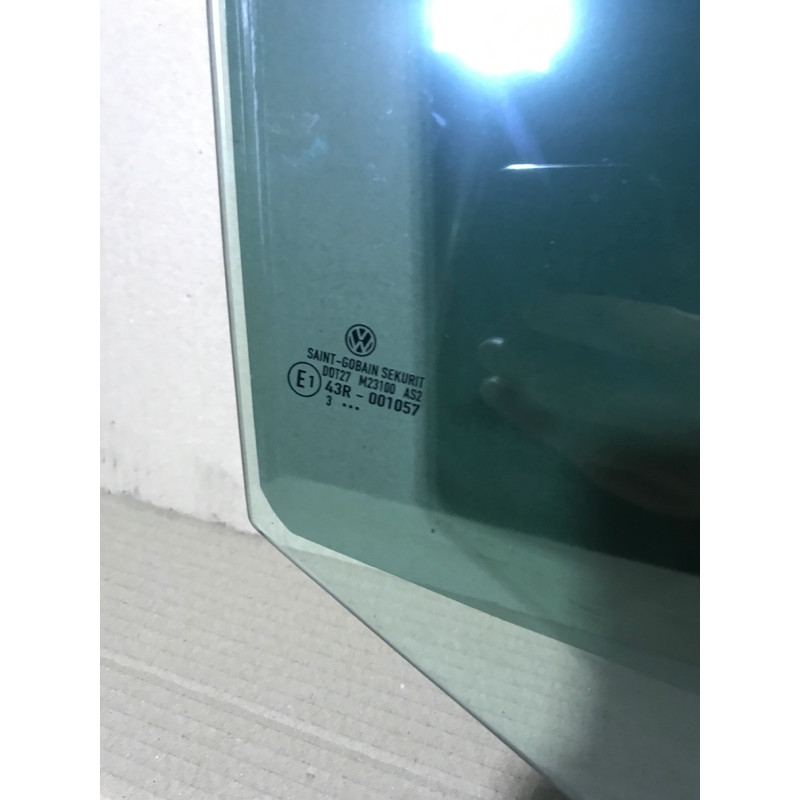 SAINT-GOBAIN SEKURIT
DOT27 M23100 AS2
E1 43R - 001057
3 ...